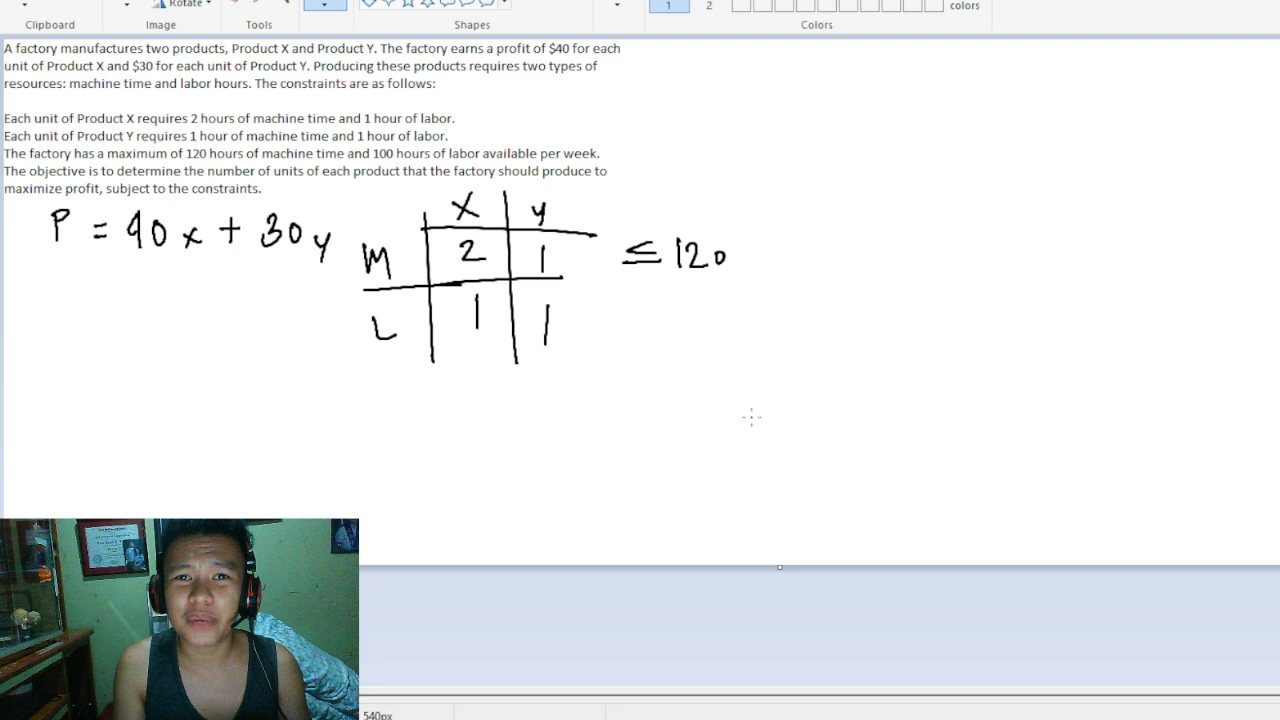 Rotate
1
2
colors
Clipboard
Image
Tools
Shapes
Colors
A factory manufactures two products, Product X and Product Y. The factory earns a profit of $40 for each
unit of Product X and $30 for each unit of Product Y. Producing these products requires two types of
resources: machine time and labor hours. The constraints are as follows:
Each unit of Product X requires 2 hours of machine time and 1 hour of labor.
Each unit of Product Y requires 1 hour of machine time and 1 hour of labor.
The factory has a maximum of 120 hours of machine time and 100 hours of labor available per week.
The objective is to determine the number of units of each product that the factory should produce to
maximize profit, subject to the constraints.
X y
P = 40x + 30y
M 2 1 ≤ 120
L 1 1
540px